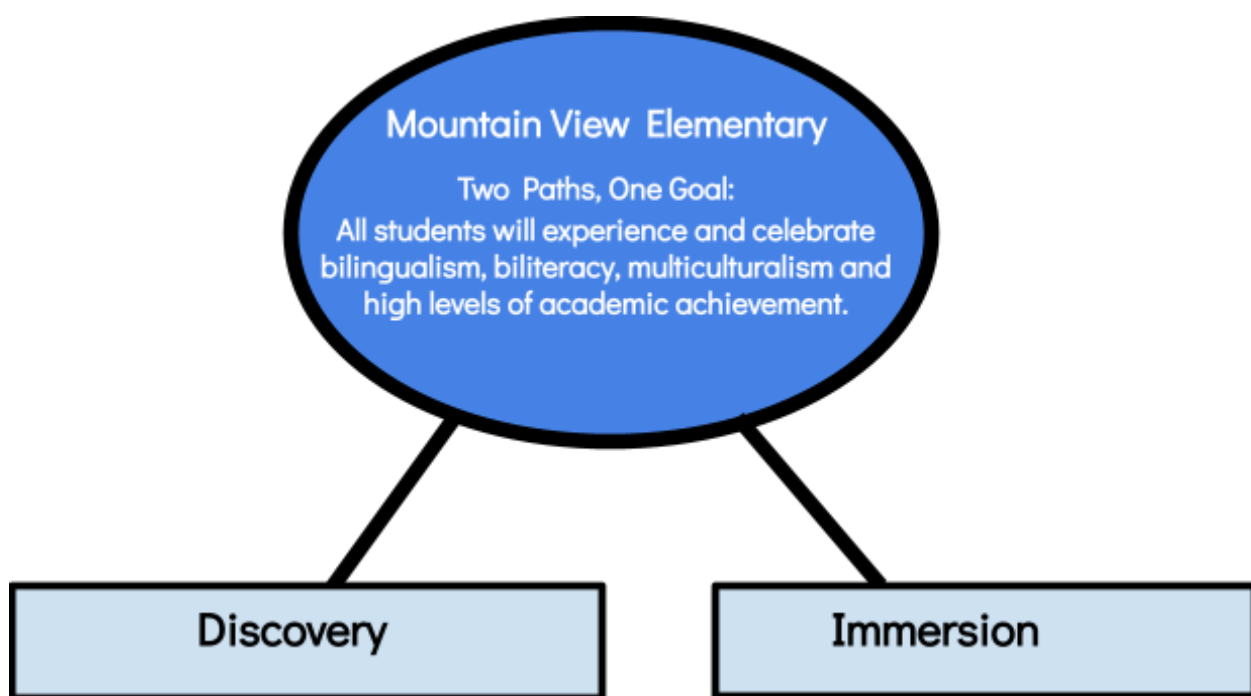 Mountain View Elementary
Two Paths, One Goal:
All students will experience and celebrate
bilingualism, biliteracy, multiculturalism and
high levels of academic achievement.
Discovery
Immersion